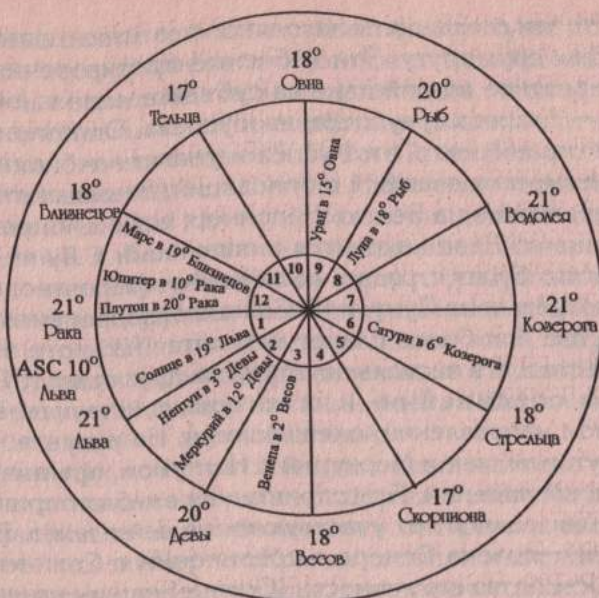 18° Овна
17° Тельца
20° Рыб
18° Близнецов
21° Водолея
21° Рака
21° Козерога
ASC 10° Льва
21° Льва
18° Стрельца
20° Девы
17° Скорпиона
18° Весов
Уран в 15° Овна
Луна в 18° Рыб
Марс в 19° Близнецов
Юпитер в 10° Рака
Плутон в 20° Рака
Солнце в 19° Льва
Нептун в 3° Девы
Меркурий в 12° Девы
Венера в 2° Весов
Сатурн в 6° Козерога
10
9
11
8
12
7
1
6
2
5
3
4